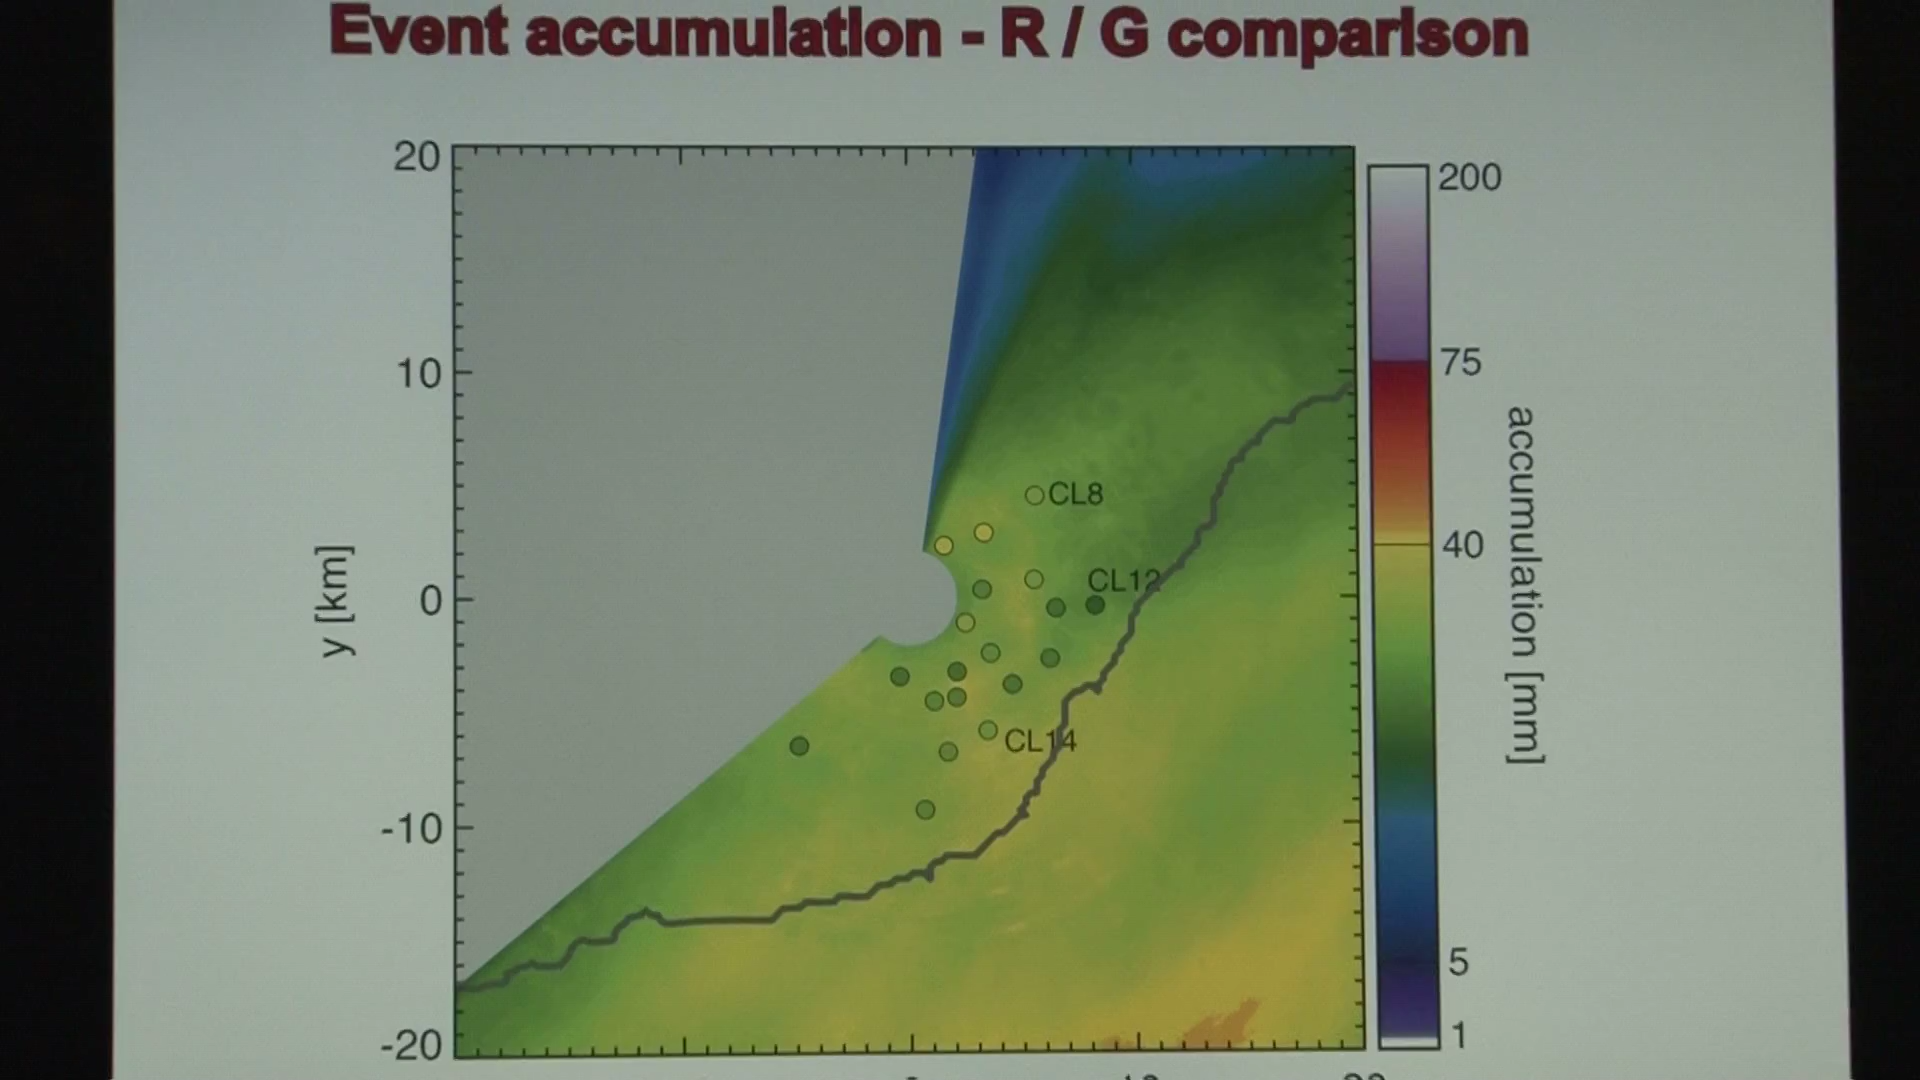 Event accumulation - R / G comparison
20
10
0
-10
-20
y [km]
CL8
CL12
CL14
200
75
40
5
1
accumulation [mm]